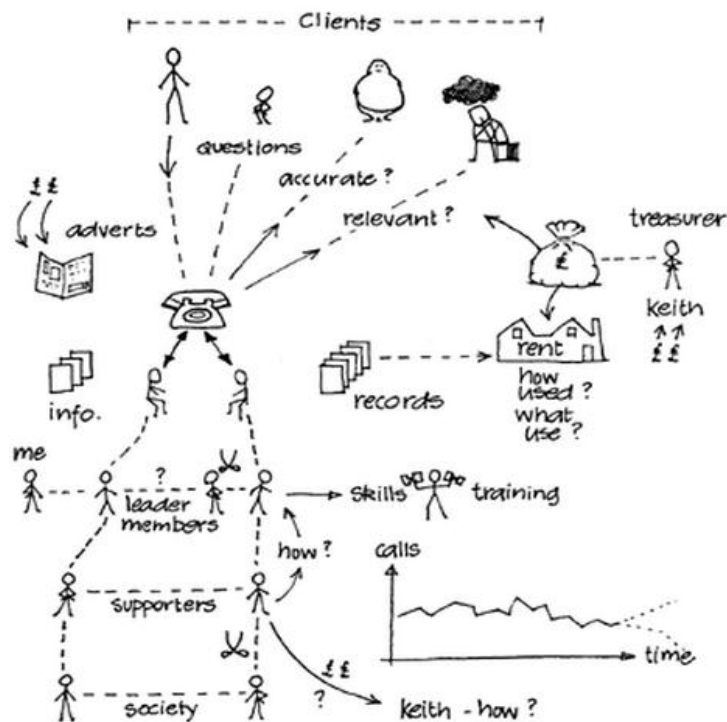 clients
questions
accurate ?
relevant ?
£ £
adverts
treasurer
£
keith
£ £
rent
how
used ?
what
use ?
info.
records
me
?
leader
members
skills
training
how ?
supporters
calls
time
££
?
society
keith - how ?